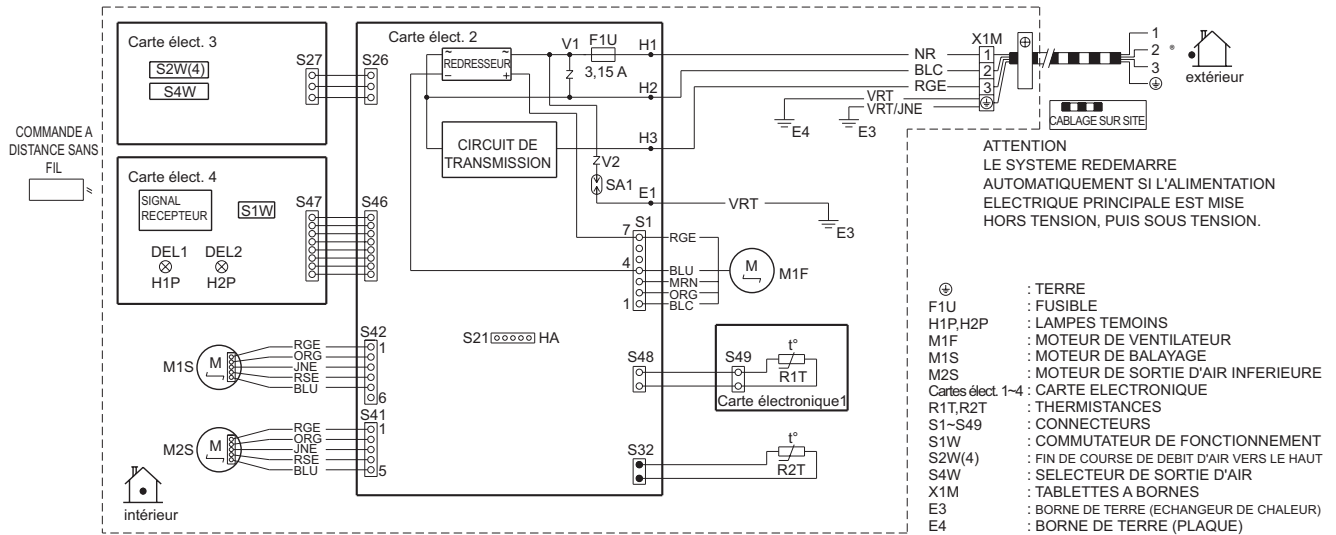 Carte élect. 3
S2W(4)
S4W
S27
S26
Carte élect. 2
~
~
REDRESSEUR
–
+
V1
F1U
3,15 A
Z
H1
H2
H3
CIRCUIT DE
TRANSMISSION
Z V2
SA1
E1
NR
BLC
RGE
VRT
VRT/JNE
E4
E3
X1M
1
2
3
1
2
3
extérieur
CABLAGE SUR SITE
COMMANDE A
DISTANCE SANS
FIL
Carte élect. 4
SIGNAL
RECEPTEUR
S1W
DEL1
DEL2
H1P
H2P
S47
S46
VRT
E3
S1
7
4
1
RGE
BLU
MRN
ORG
BLC
M
M1F
ATTENTION
LE SYSTEME REDEMARRE
AUTOMATIQUEMENT SI L'ALIMENTATION
ELECTRIQUE PRINCIPALE EST MISE
HORS TENSION, PUIS SOUS TENSION.
S21
HA
M1S
M
RGE
ORG
JNE
RSE
BLU
S42
1
6
M2S
M
RGE
ORG
JNE
RSE
BLU
S41
1
5
S48
S49
t°
R1T
Carte électronique1
S32
t°
R2T
intérieur
: TERRE
F1U : FUSIBLE
H1P,H2P : LAMPES TEMOINS
M1F : MOTEUR DE VENTILATEUR
M1S : MOTEUR DE BALAYAGE
M2S : MOTEUR DE SORTIE D'AIR INFERIEURE
Cartes élect. 1~4 : CARTE ELECTRONIQUE
R1T,R2T : THERMISTANCES
S1~S49 : CONNECTEURS
S1W : COMMUTATEUR DE FONCTIONNEMENT
S2W(4) : FIN DE COURSE DE DEBIT D'AIR VERS LE HAUT
S4W : SELECTEUR DE SORTIE D'AIR
X1M : TABLETTES A BORNES
E3 : BORNE DE TERRE (ECHANGEUR DE CHALEUR)
E4 : BORNE DE TERRE (PLAQUE)